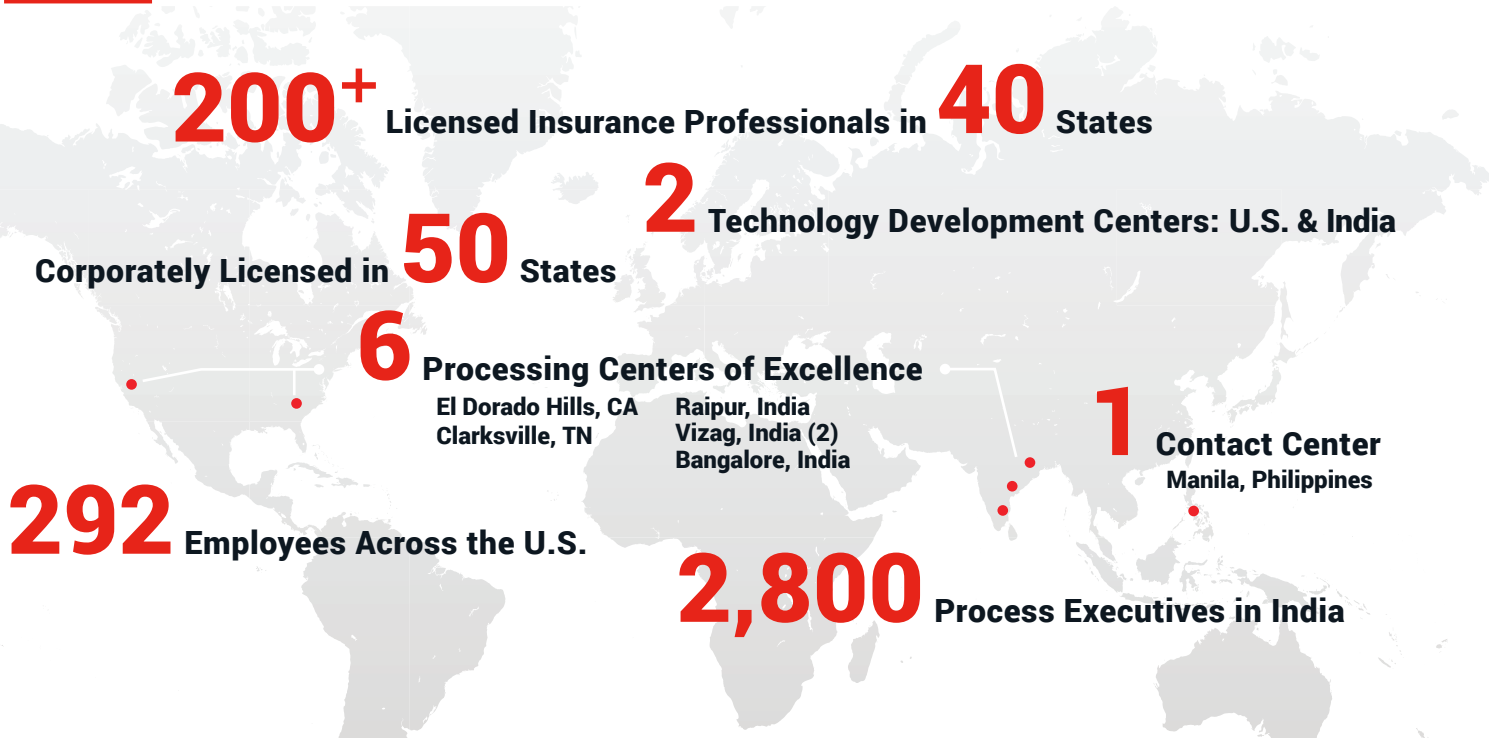 200+ Licensed Insurance Professionals in 40 States
2 Technology Development Centers: U.S. & India
Corporately Licensed in 50 States
6 Processing Centers of Excellence
El Dorado Hills, CA
Clarksville, TN
Raipur, India
Vizag, India (2)
Bangalore, India
1 Contact Center
Manila, Philippines
292 Employees Across the U.S.
2,800 Process Executives in India